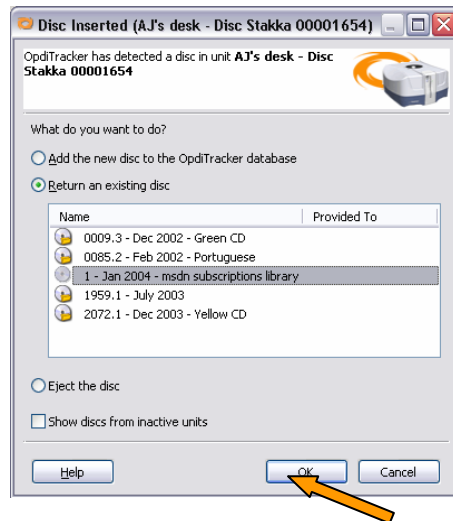 Disc Inserted (AJ's desk - Disc Stakka 00001654)
OpdiTracker has detected a disc in unit AJ's desk - Disc
Stakka 00001654
What do you want to do?
Add the new disc to the OpdiTracker database
Return an existing disc
Name Provided To
0009.3 - Dec 2002 - Green CD
0085.2 - Feb 2002 - Portuguese
1 - Jan 2004 - msdn subscriptions library
1959.1 - July 2003
2072.1 - Dec 2003 - Yellow CD
Eject the disc
Show discs from inactive units
Help OK Cancel